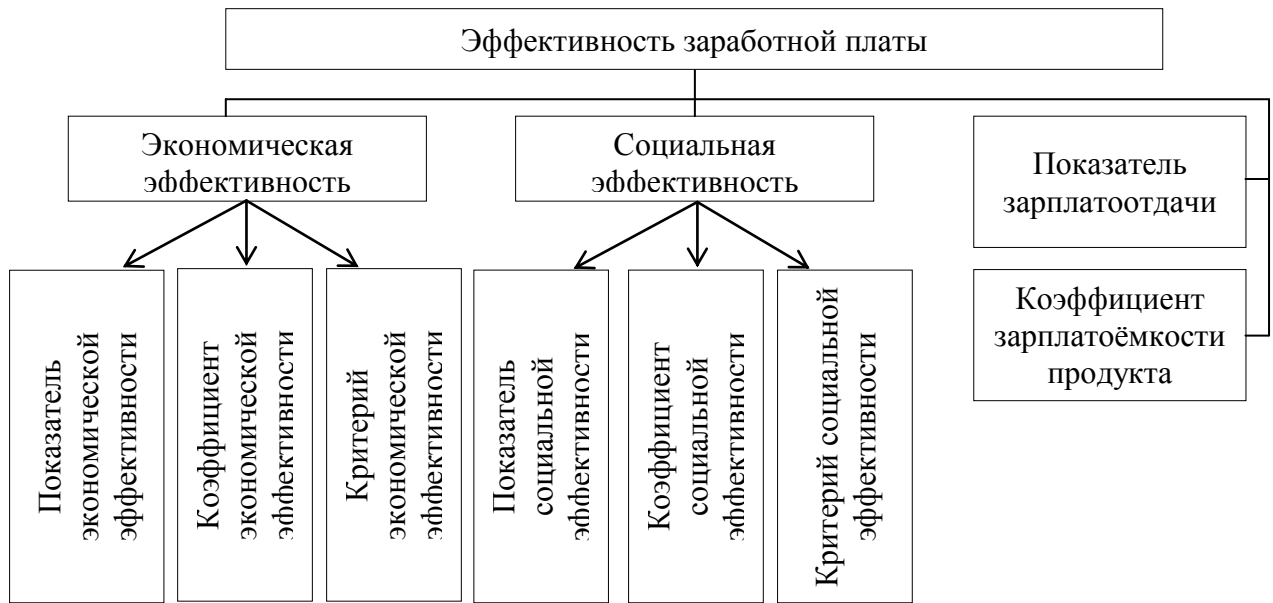 Эффективность заработной платы
Экономическая
эффективность
Социальная
эффективность
Показатель
зарплатоотдачи
Коэффициент
зарплатоёмкости
продукта
Показатель
экономической
эффективности
Коэффициент
экономической
эффективности
Критерий
экономической
эффективности
Показатель
социальной
эффективности
Коэффициент
социальной
эффективности
Критерий социальной
эффективности